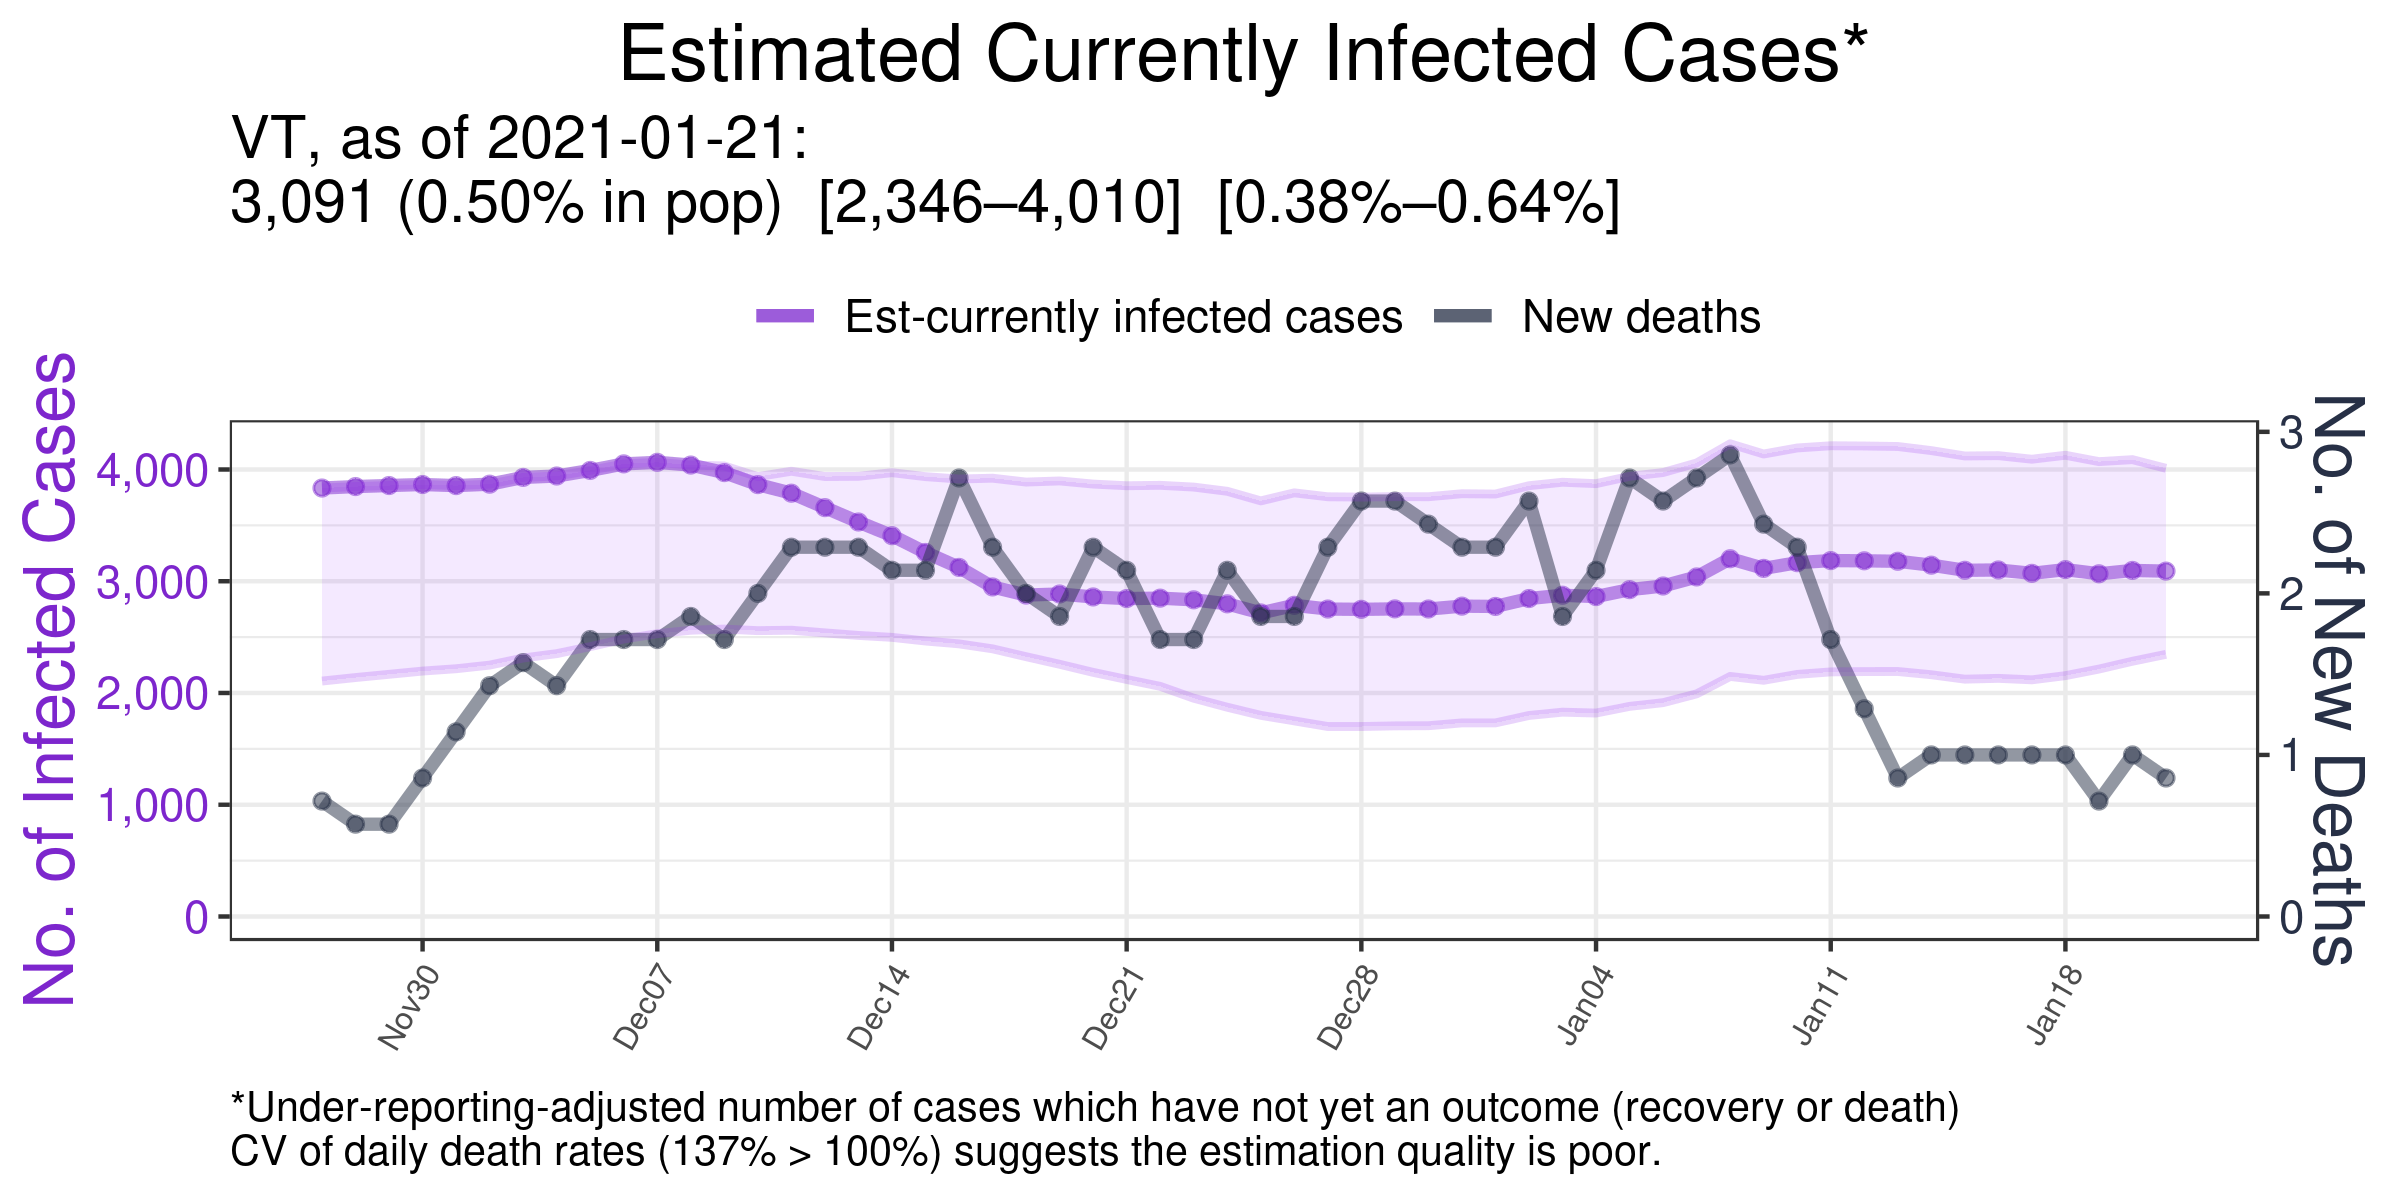 Estimated Currently Infected Cases*
VT, as of 2021-01-21:
3,091 (0.50% in pop)  [2,346–4,010]  [0.38%–0.64%]
Est-currently infected cases
New deaths
No. of Infected Cases
4,000
3,000
2,000
1,000
0
3
2
1
0
No. of New Deaths
Nov30
Dec07
Dec14
Dec21
Dec28
Jan04
Jan11
Jan18
*Under-reporting-adjusted number of cases which have not yet an outcome (recovery or death)
CV of daily death rates (137% > 100%) suggests the estimation quality is poor.